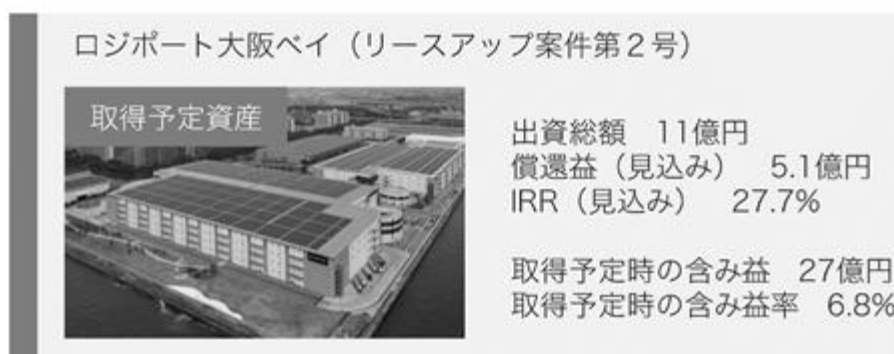 ロジポート大阪ベイ（リースアップ案件第２号）
取得予定資産
出資総額　11億円
償還益（見込み）　5.1億円
IRR（見込み）　27.7%
取得予定時の含み益　27億円
取得予定時の含み益率　6.8%